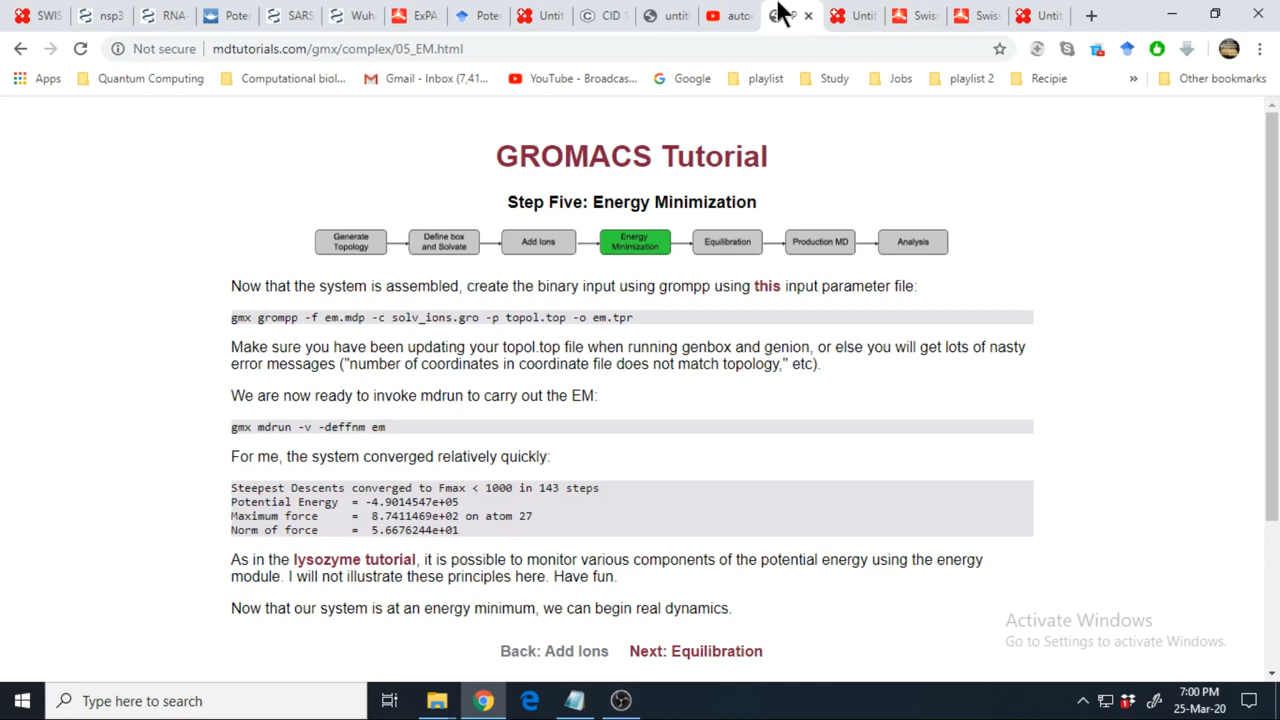 SWIS
nsp3
RNA-
Poter
SARS
Wuh
ExPA
Poter
Untit
CID 1
untit
auto
Untit
Swis
Swis
Untit
Not secure
mdtutorials.com/gmx/complex/05_EM.html
Apps
Quantum Computing
Computational biol...
Gmail - Inbox (7,41...
YouTube - Broadcas...
Google
playlist
Study
Jobs
playlist 2
Recipie
»
Other bookmarks
GROMACS Tutorial
Step Five: Energy Minimization
Generate Topology
Define box and Solvate
Add Ions
Energy Minimization
Equilibration
Production MD
Analysis
Now that the system is assembled, create the binary input using grompp using this input parameter file:
gmx grompp -f em.mdp -c solv_ions.gro -p topol.top -o em.tpr
Make sure you have been updating your topol.top file when running genbox and genion, or else you will get lots of nasty
error messages ("number of coordinates in coordinate file does not match topology," etc).
We are now ready to invoke mdrun to carry out the EM:
gmx mdrun -v -deffnm em
For me, the system converged relatively quickly:
Steepest Descents converged to Fmax < 1000 in 143 steps
Potential Energy = -4.9014547e+05
Maximum force = 8.7411469e+02 on atom 27
Norm of force = 5.6676244e+01
As in the lysozyme tutorial, it is possible to monitor various components of the potential energy using the energy
module. I will not illustrate these principles here. Have fun.
Now that our system is at an energy minimum, we can begin real dynamics.
Activate Windows
Go to Settings to activate Windows.
Back: Add Ions
Next: Equilibration
Type here to search
7:00 PM
25-Mar-20